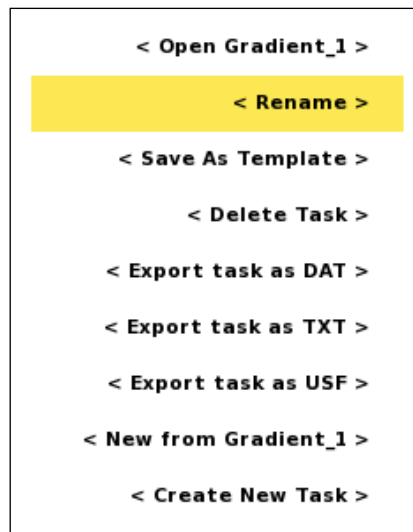 < Open Gradient_1 >
< Rename >
< Save As Template >
< Delete Task >
< Export task as DAT >
< Export task as TXT >
< Export task as USF >
< New from Gradient_1 >
< Create New Task >